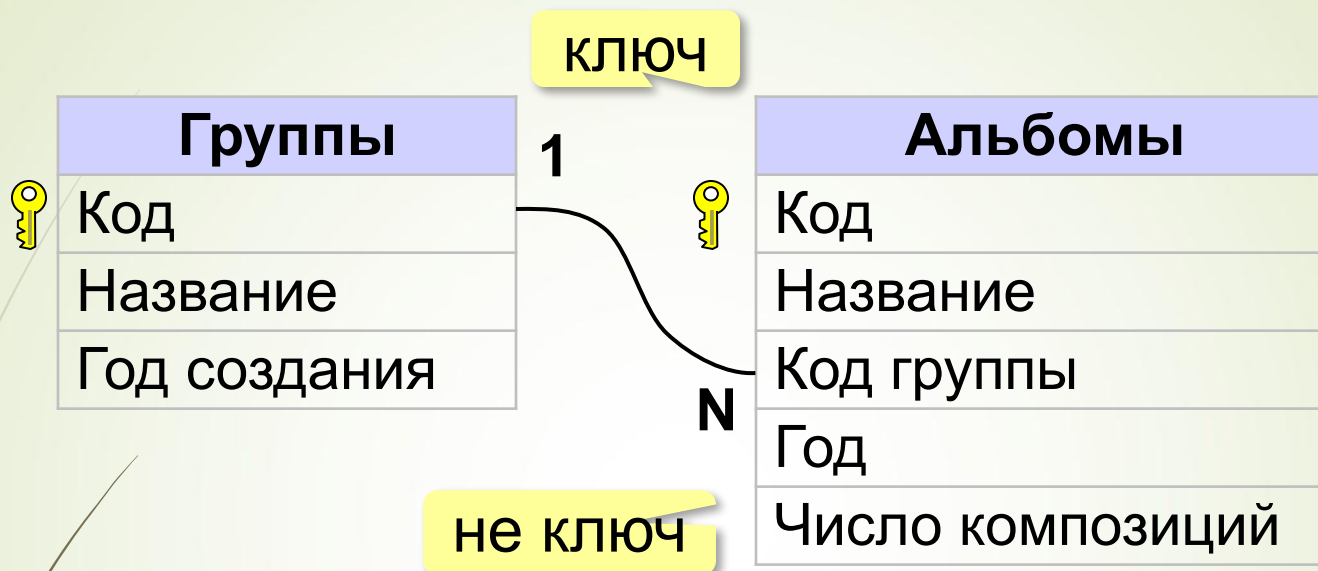 ключ
Группы
Код
Название
Год создания
1
N
Альбомы
Код
Название
Код группы
Год
Число композиций
не ключ